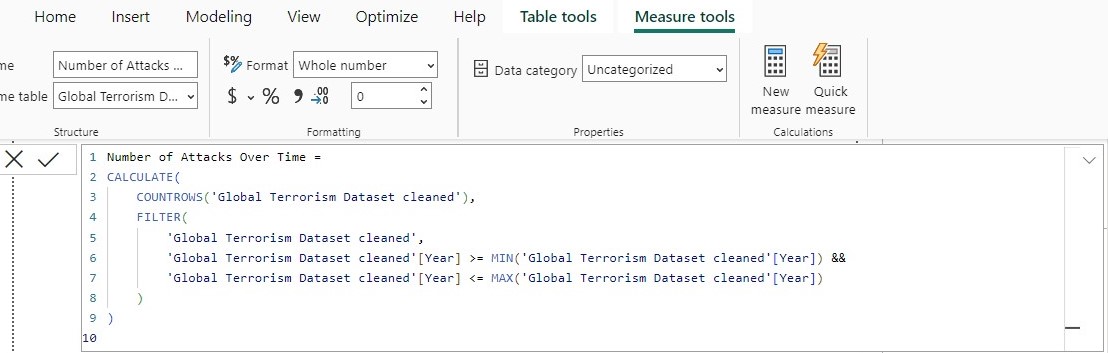 Home Insert Modeling View Optimize Help Table tools Measure tools
me Number of Attacks ... $% Format Whole number Data category Uncategorized New measure Quick measure
me table Global Terrorism D... $ % 9 .00 →.0 0
Structure Formatting Properties Calculations
1 Number of Attacks Over Time =
2 CALCULATE(
3 COUNTROWS('Global Terrorism Dataset cleaned'),
4 FILTER(
5 'Global Terrorism Dataset cleaned',
6 'Global Terrorism Dataset cleaned'[Year] >= MIN('Global Terrorism Dataset cleaned'[Year]) &&
7 'Global Terrorism Dataset cleaned'[Year] <= MAX('Global Terrorism Dataset cleaned'[Year])
8 )
9 )
10